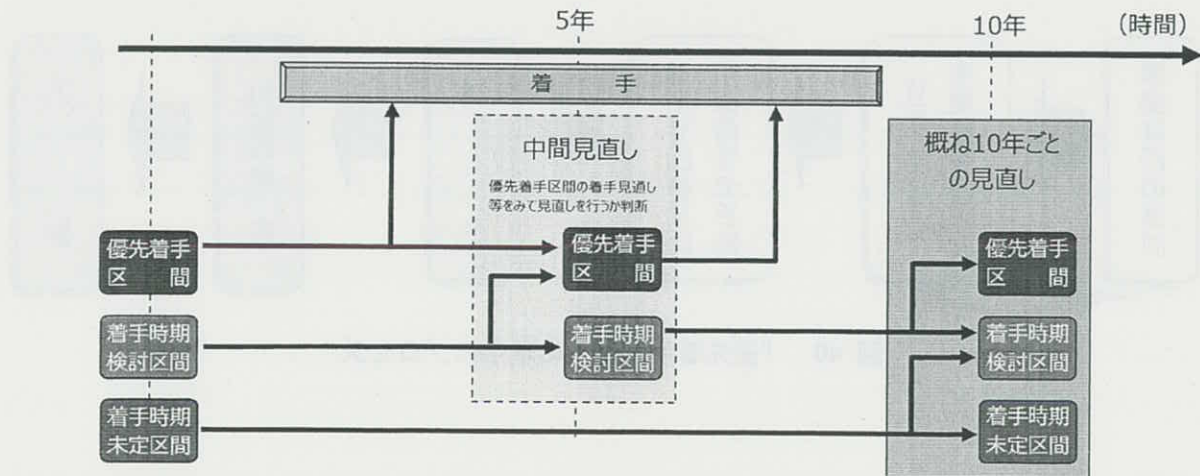 5年
10年
（時間）
着　手
中間見直し
優先着手区間の着手見通し
等をみて見直しを行うか判断
概ね10年ごと
の見直し
優先着手
区　間
優先着手
区　間
優先着手
区　間
着手時期
検討区間
着手時期
検討区間
着手時期
検討区間
着手時期
未定区間
着手時期
未定区間